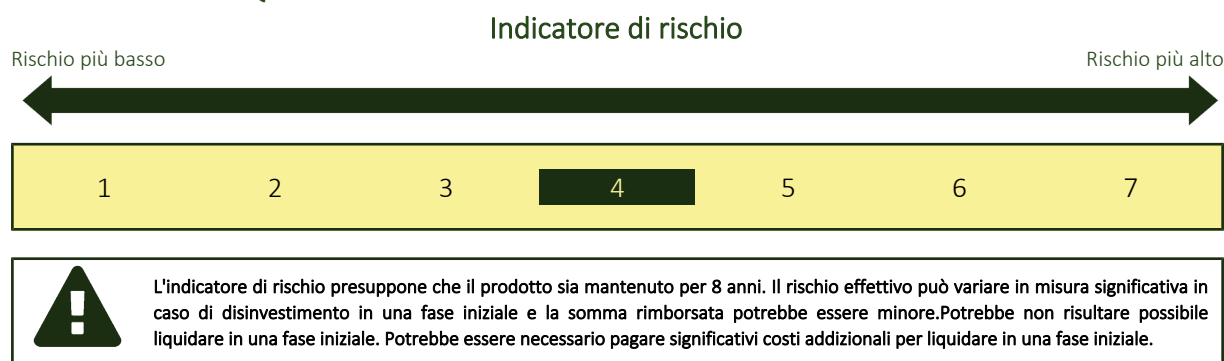 Indicatore di rischio
Rischio più basso
Rischio più alto
1 2 3 4 5 6 7
L'indicatore di rischio presuppone che il prodotto sia mantenuto per 8 anni. Il rischio effettivo può variare in misura significativa in
caso di disinvestimento in una fase iniziale e la somma rimborsata potrebbe essere minore.Potrebbe non risultare possibile
liquidare in una fase iniziale. Potrebbe essere necessario pagare significativi costi addizionali per liquidare in una fase iniziale.